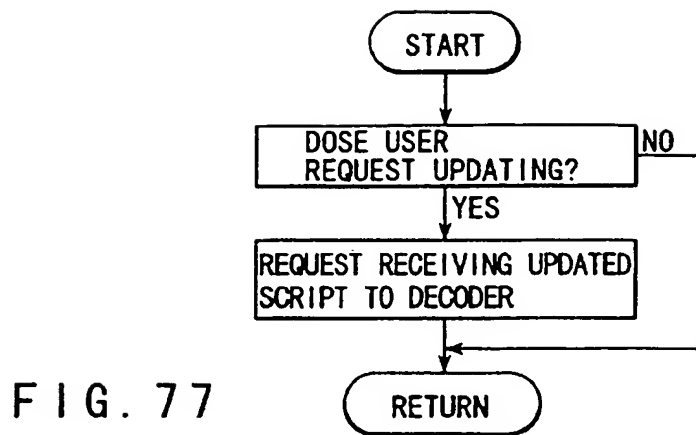 START
DOSE USER
REQUEST UPDATING?
NO
YES
REQUEST RECEIVING UPDATED
SCRIPT TO DECODER
RETURN
FIG. 77